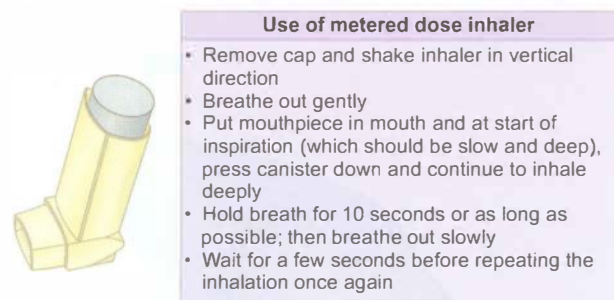 Use of metered dose inhaler
• Remove cap and shake inhaler in vertical
direction
• Breathe out gently
• Put mouthpiece in mouth and at start of
inspiration (which should be slow and deep),
press canister down and continue to inhale
deeply
• Hold breath for 10 seconds or as long as
possible; then breathe out slowly
• Wait for a few seconds before repeating the
inhalation once again